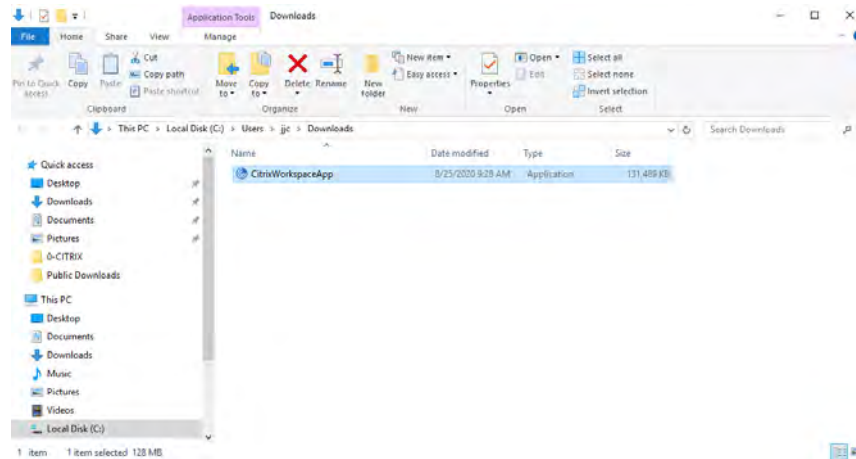 Application Tools Downloads
File Home Share View Manage
Pin to Quick access
Copy
Paste
Cut
Copy path
Paste shortcut
Move to
Copy to
Delete
Rename
New folder
New item
Easy access
Properties
Open
Edit
Select all
Select none
Invert selection
Clipboard Organize New Open Select
This PC > Local Disk (C:) > Users > jjc > Downloads
Search Downloads
Name Date modified Type Size
CitrixWorkspaceApp 8/25/2020 9:28 AM Application 131,489 KB
Quick access
Desktop
Downloads
Documents
Pictures
0-CITRIX
Public Downloads
This PC
Desktop
Documents
Downloads
Music
Pictures
Videos
Local Disk (C:)
1 item 1 item selected 128 MB